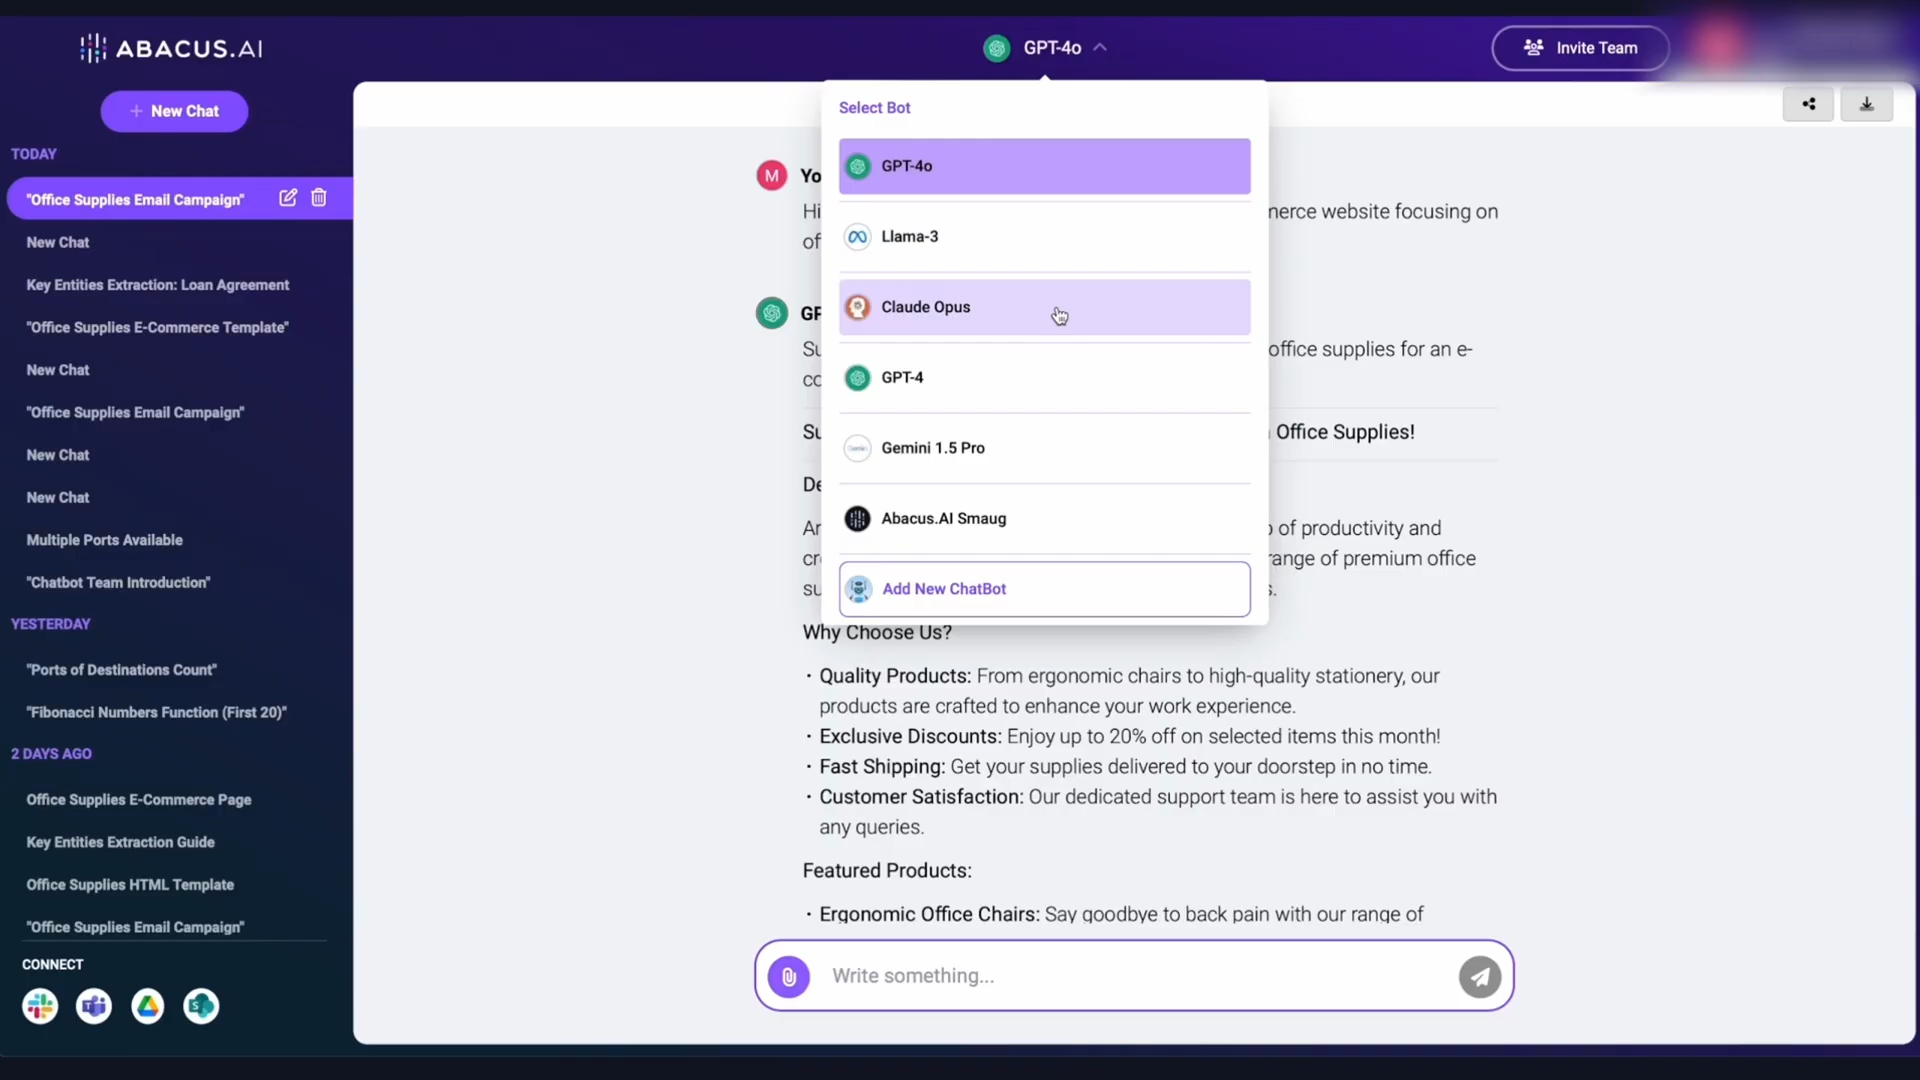 ABACUS.AI
GPT-4o
Invite Team
+ New Chat
TODAY
"Office Supplies Email Campaign"
New Chat
Key Entities Extraction: Loan Agreement
"Office Supplies E-Commerce Template"
New Chat
"Office Supplies Email Campaign"
New Chat
New Chat
Multiple Ports Available
"Chatbot Team Introduction"
YESTERDAY
"Ports of Destinations Count"
"Fibonacci Numbers Function (First 20)"
2 DAYS AGO
Office Supplies E-Commerce Page
Key Entities Extraction Guide
Office Supplies HTML Template
"Office Supplies Email Campaign"
CONNECT
Select Bot
GPT-4o
Llama-3
Claude Opus
GPT-4
Gemini 1.5 Pro
Abacus.AI Smaug
Add New ChatBot
M Yo
Hi merce website focusing on
of
GP
Su office supplies for an e-
co
Su Office Supplies!
De
Ar of productivity and
cr range of premium office
su s.
Why Choose Us?
· Quality Products: From ergonomic chairs to high-quality stationery, our
products are crafted to enhance your work experience.
· Exclusive Discounts: Enjoy up to 20% off on selected items this month!
· Fast Shipping: Get your supplies delivered to your doorstep in no time.
· Customer Satisfaction: Our dedicated support team is here to assist you with
any queries.
Featured Products:
· Ergonomic Office Chairs: Say goodbye to back pain with our range of
Write something...